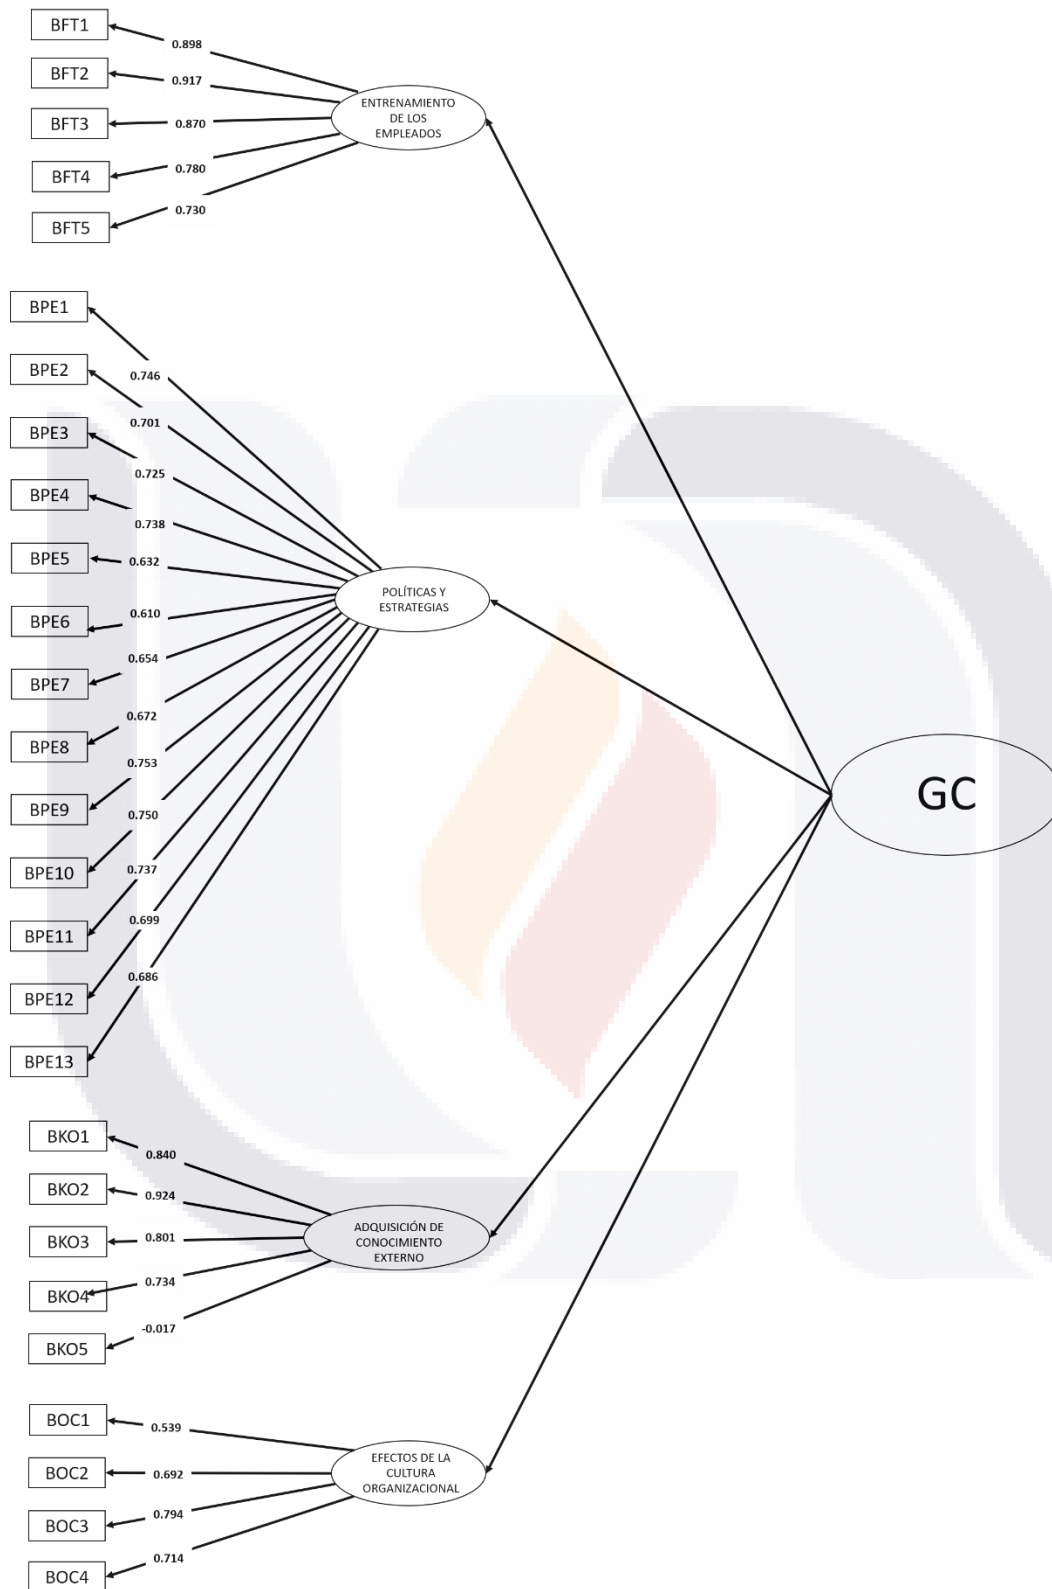 BFT1
0.898
BFT2
0.917
BFT3
0.870
BFT4
0.780
BFT5
0.730
ENTRENAMIENTO
DE LOS
EMPLEADOS
BPE1
0.746
BPE2
0.701
BPE3
0.725
BPE4
0.738
BPE5
0.632
BPE6
0.610
BPE7
0.654
BPE8
0.672
BPE9
0.753
BPE10
0.750
BPE11
0.737
BPE12
0.699
BPE13
0.686
POLÍTICAS Y
ESTRATEGIAS
GC
BKO1
0.840
BKO2
0.924
BKO3
0.801
BKO4
0.734
BKO5
-0.017
ADQUISICIÓN DE
CONOCIMIENTO
EXTERNO
BOC1
0.539
BOC2
0.692
BOC3
0.794
BOC4
0.714
EFECTOS DE LA
CULTURA
ORGANIZACIONAL